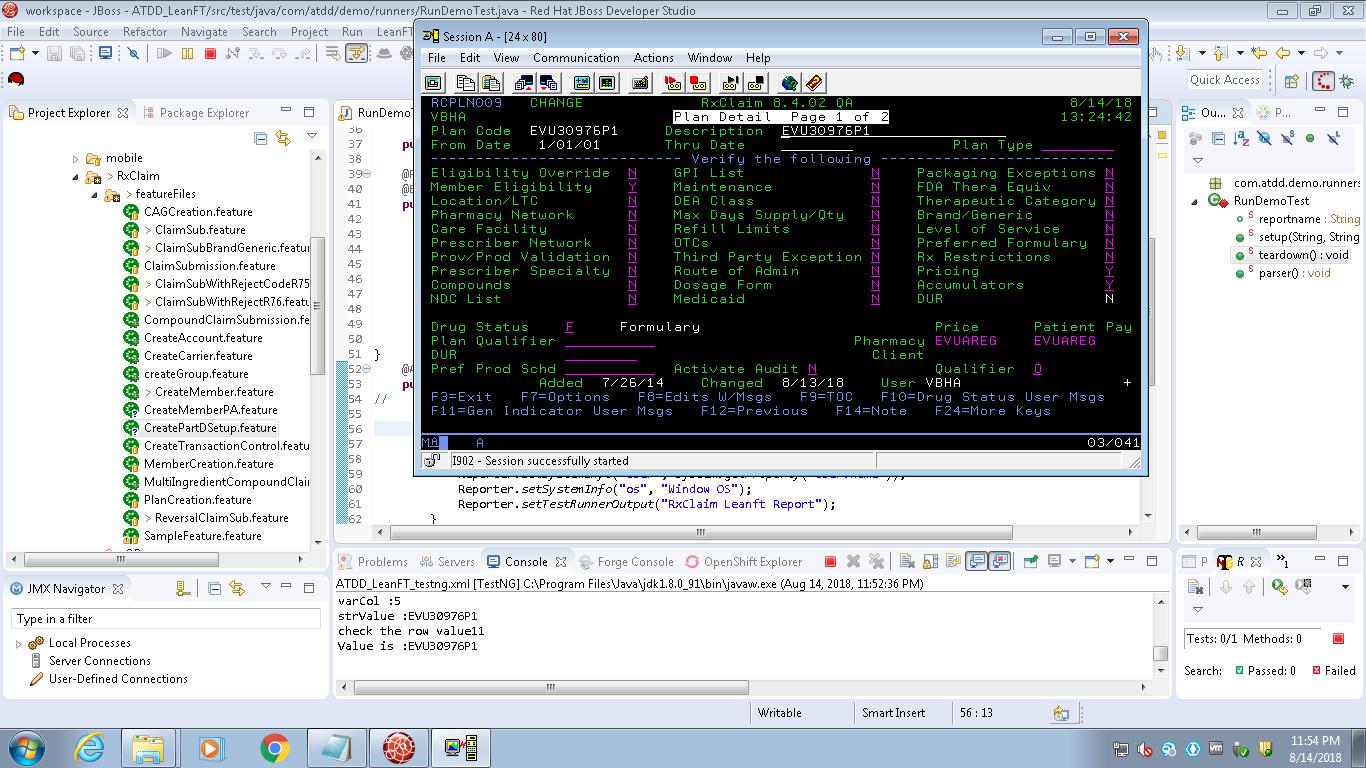 workspace - JBoss - ATDD_LeanFT/src/test/java/com/atdd/demo/runners/RunDemoTest.java - Red Hat JBoss Developer Studio
File Edit Source Refactor Navigate Search Project Run LeanFT
Quick Access
Project Explorer Package Explorer
mobile
RxClaim
> featureFiles
CAGCreation.feature
> ClaimSub.feature
> ClaimSubBrandGeneric.featur
ClaimSubmission.feature
> ClaimSubWithRejectCodeR75
> ClaimSubWithRejectR76.featu
CompoundClaimSubmission.fe
CreateAccount.feature
CreateCarrier.feature
createGroup.feature
> CreateMember.feature
CreateMemberPA.feature
CreatePartDSetup.feature
CreateTransactionControl.featu
MemberCreation.feature
MultiIngredientCompoundClai
PlanCreation.feature
> ReversalClaimSub.feature
SampleFeature.feature
JMX Navigator
Type in a filter
Local Processes
Server Connections
User-Defined Connections
RunDemo
36
37 pu
38
39 @
40 @B
41 pu
42
43
44
45
46
47
48
49
50
51 }
52 @A
53 pu
54 //
55
56
57
58
59
60 Reporter.setSystemInfo("os", "Window OS");
61 Reporter.setTestRunnerOutput("RxClaim Leanft Report");
62 }
Session A - [24 x 80]
File Edit View Communication Actions Window Help
RCPLN009 CHANGE RxClaim 8.4.02 QA 8/14/18
VBHA Plan Detail Page 1 of 2 13:24:42
Plan Code EVU30976P1 Description EVU30976P1
From Date 1/01/01 Thru Date Plan Type
Verify the following
Eligibility Override N GPI List N Packaging Exceptions N
Member Eligibility Y Maintenance N FDA Thera Equiv N
Location/LTC N DEA Class N Therapeutic Category N
Pharmacy Network N Max Days Supply/Qty N Brand/Generic N
Care Facility N Refill Limits N Level of Service N
Prescriber Network N OTCs N Preferred Formulary N
Prov/Prod Validation N Third Party Exception N Rx Restrictions N
Prescriber Specialty N Route of Admin N Pricing Y
Compounds N Dosage Form N Accumulators Y
NDC List N Medicaid N DUR N
Drug Status F Formulary Price Patient Pay
Plan Qualifier Pharmacy EVUAREG EVUAREG
DUR Client
Pref Prod Schd Activate Audit N Qualifier O
Added 7/26/14 Changed 8/13/18 User VBHA +
F3=Exit F7=Options F8=Edits W/Msgs F9=TOC F10=Drug Status User Msgs
F11=Gen Indicator User Msgs F12=Previous F14=Note F24=More Keys
MA A 03/041
I902 - Session successfully started
Problems Servers Console Forge Console OpenShift Explorer
ATDD_LeanFT_testng.xml [TestNG] C:\Program Files\Java\jdk1.8.0_91\bin\javaw.exe (Aug 14, 2018, 11:52:36 PM)
varCol :5
strValue :EVU30976P1
check the row value11
Value is :EVU30976P1
Ou... P...
com.atdd.demo.runners
RunDemoTest
reportname : String
setup(String, String
teardown() : void
parser() : void
P R »1
Tests: 0/1 Methods: 0
Search: Passed: 0 Failed
Writable Smart Insert 56 : 13
11:54 PM
8/14/2018